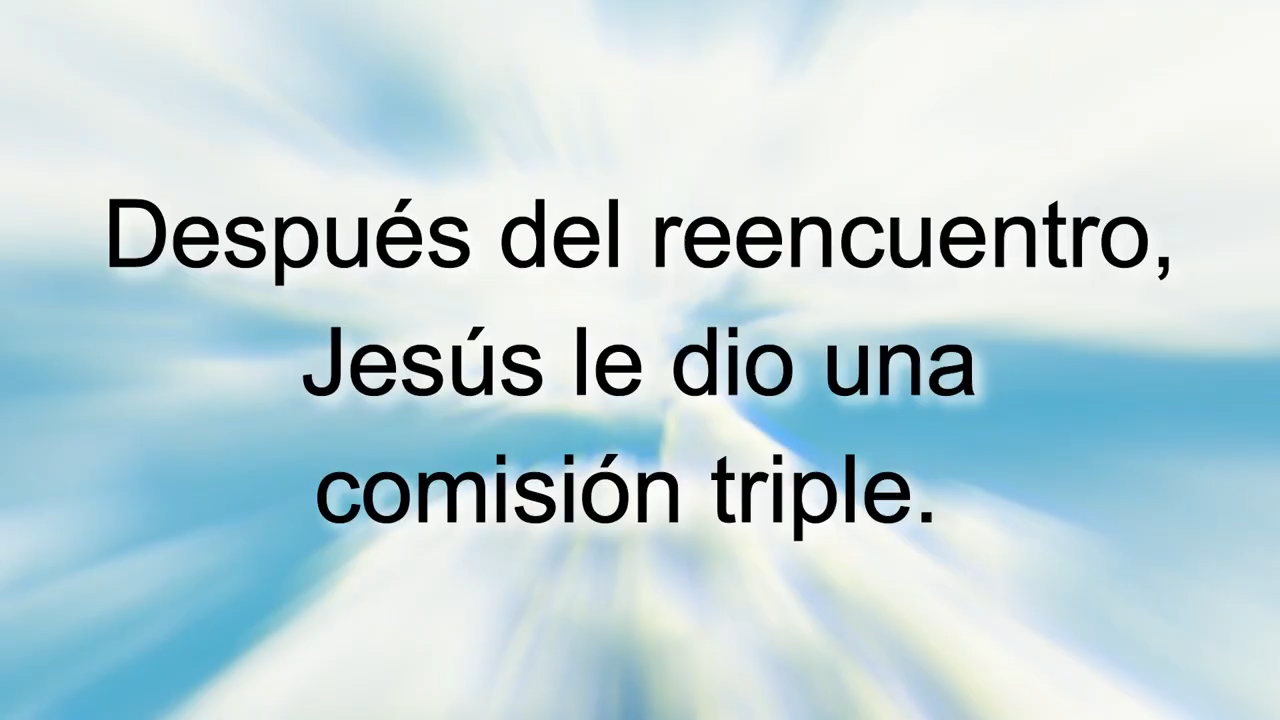 Después del reencuentro,
Jesús le dio una
comisión triple.